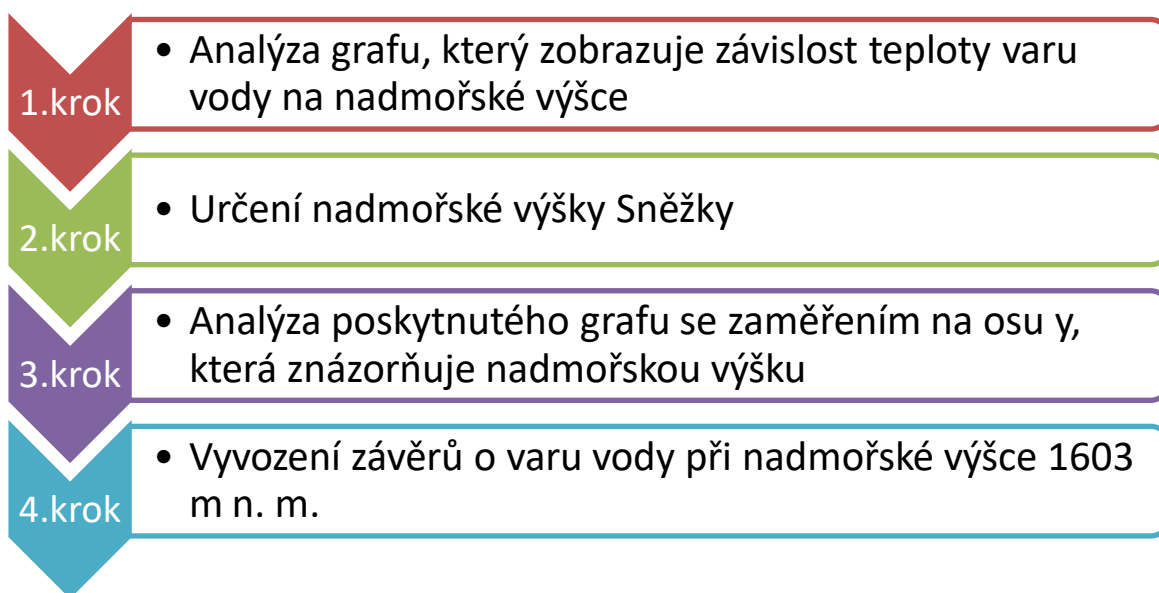 1.krok
• Analýza grafu, který zobrazuje závislost teploty varu
vody na nadmořské výšce
2.krok
• Určení nadmořské výšky Sněžky
3.krok
• Analýza poskytnutého grafu se zaměřením na osu y,
která znázorňuje nadmořskou výšku
4.krok
• Vyvození závěrů o varu vody při nadmořské výšce 1603
m n. m.